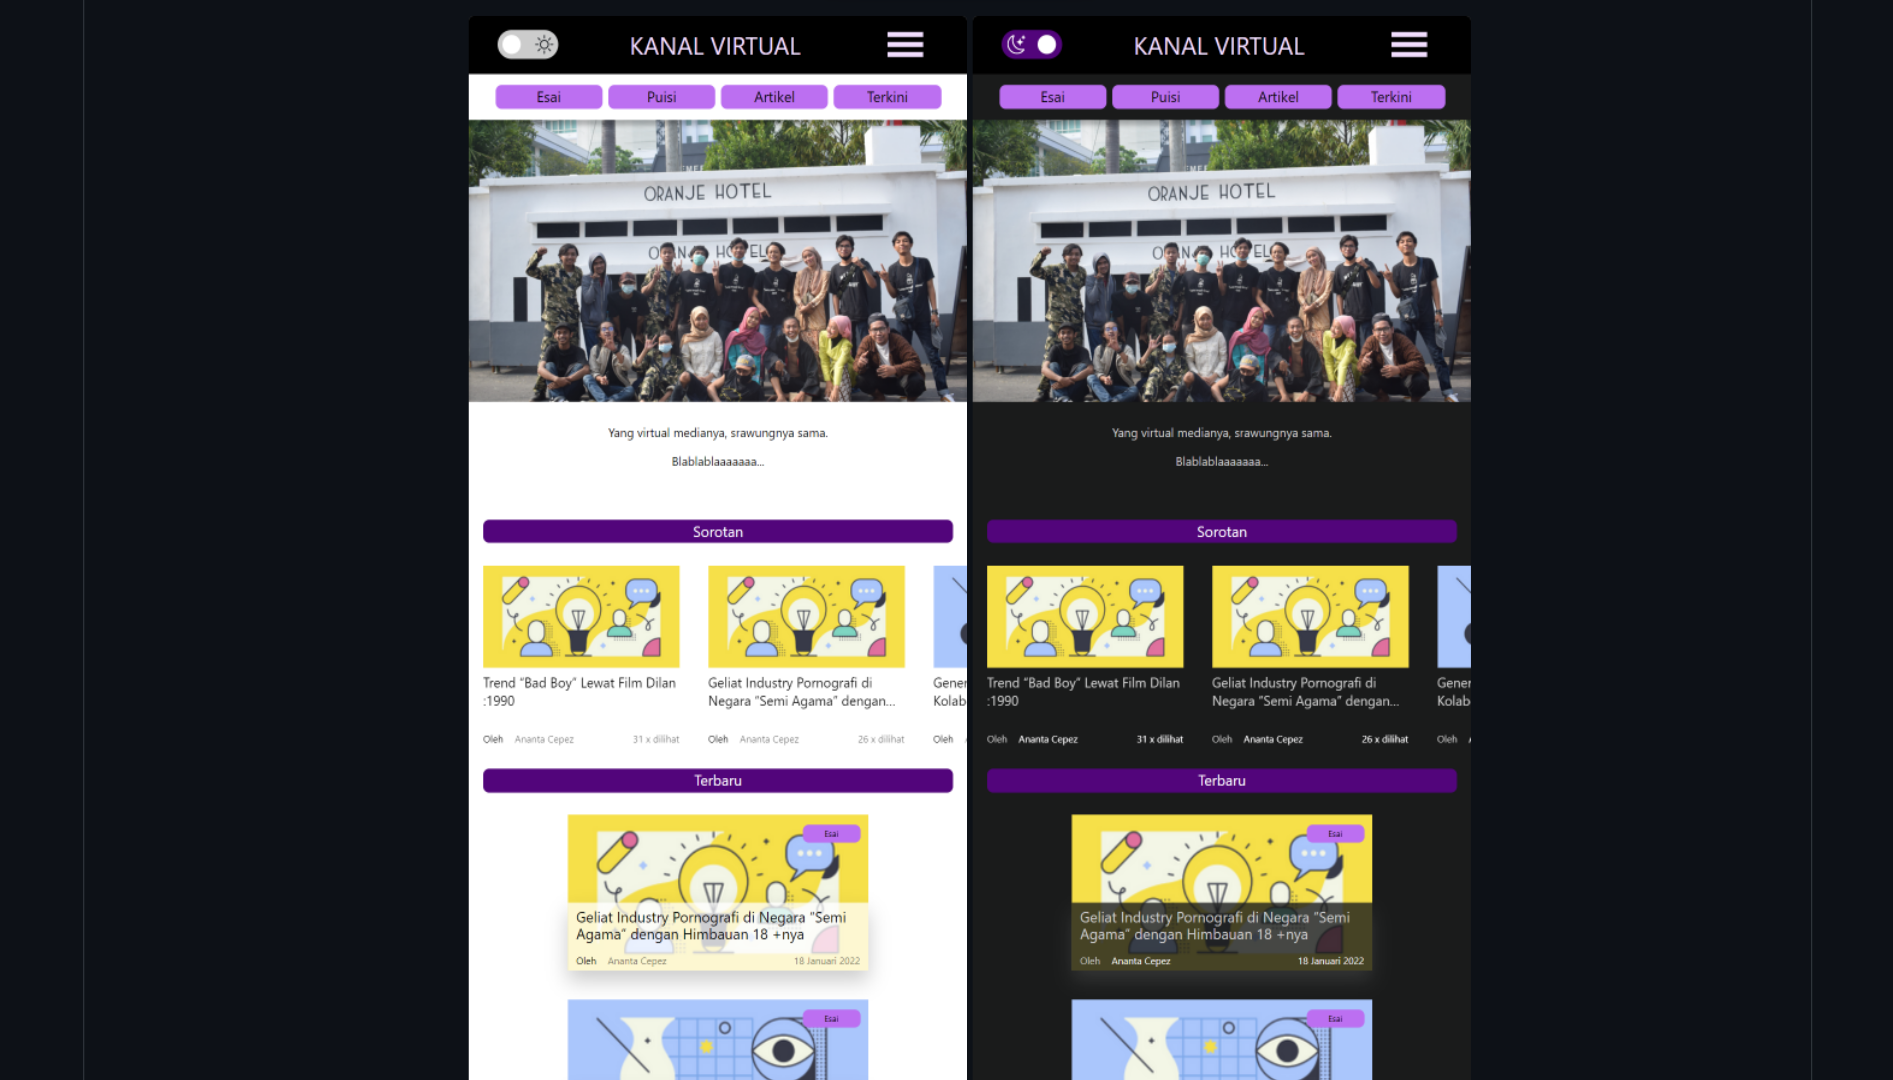 KANAL VIRTUAL
Esai Puisi Artikel Terkini
ORANJE HOTEL
ORANJE HOTEL
Yang virtual medianya, srawungnya sama.
Blablablaaaaaaa...
Sorotan
Trend "Bad Boy" Lewat Film Dilan
:1990
Oleh Ananta Cepez 31 x dilihat
Geliat Industry Pornografi di
Negara "Semi Agama" dengan...
Oleh Ananta Cepez 26 x dilihat
Gener
Kolab
Oleh
Terbaru
Esai
Geliat Industry Pornografi di Negara "Semi
Agama" dengan Himbauan 18 +nya
Oleh Ananta Cepez 18 Januari 2022
Esai
KANAL VIRTUAL
Esai Puisi Artikel Terkini
ORANJE HOTEL
ORANJE HOTEL
Yang virtual medianya, srawungnya sama.
Blablablaaaaaaa...
Sorotan
Trend "Bad Boy" Lewat Film Dilan
:1990
Oleh Ananta Cepez 31 x dilihat
Geliat Industry Pornografi di
Negara "Semi Agama" dengan...
Oleh Ananta Cepez 26 x dilihat
Gener
Kolab
Oleh
Terbaru
Esai
Geliat Industry Pornografi di Negara "Semi
Agama" dengan Himbauan 18 +nya
Oleh Ananta Cepez 18 Januari 2022
Esai